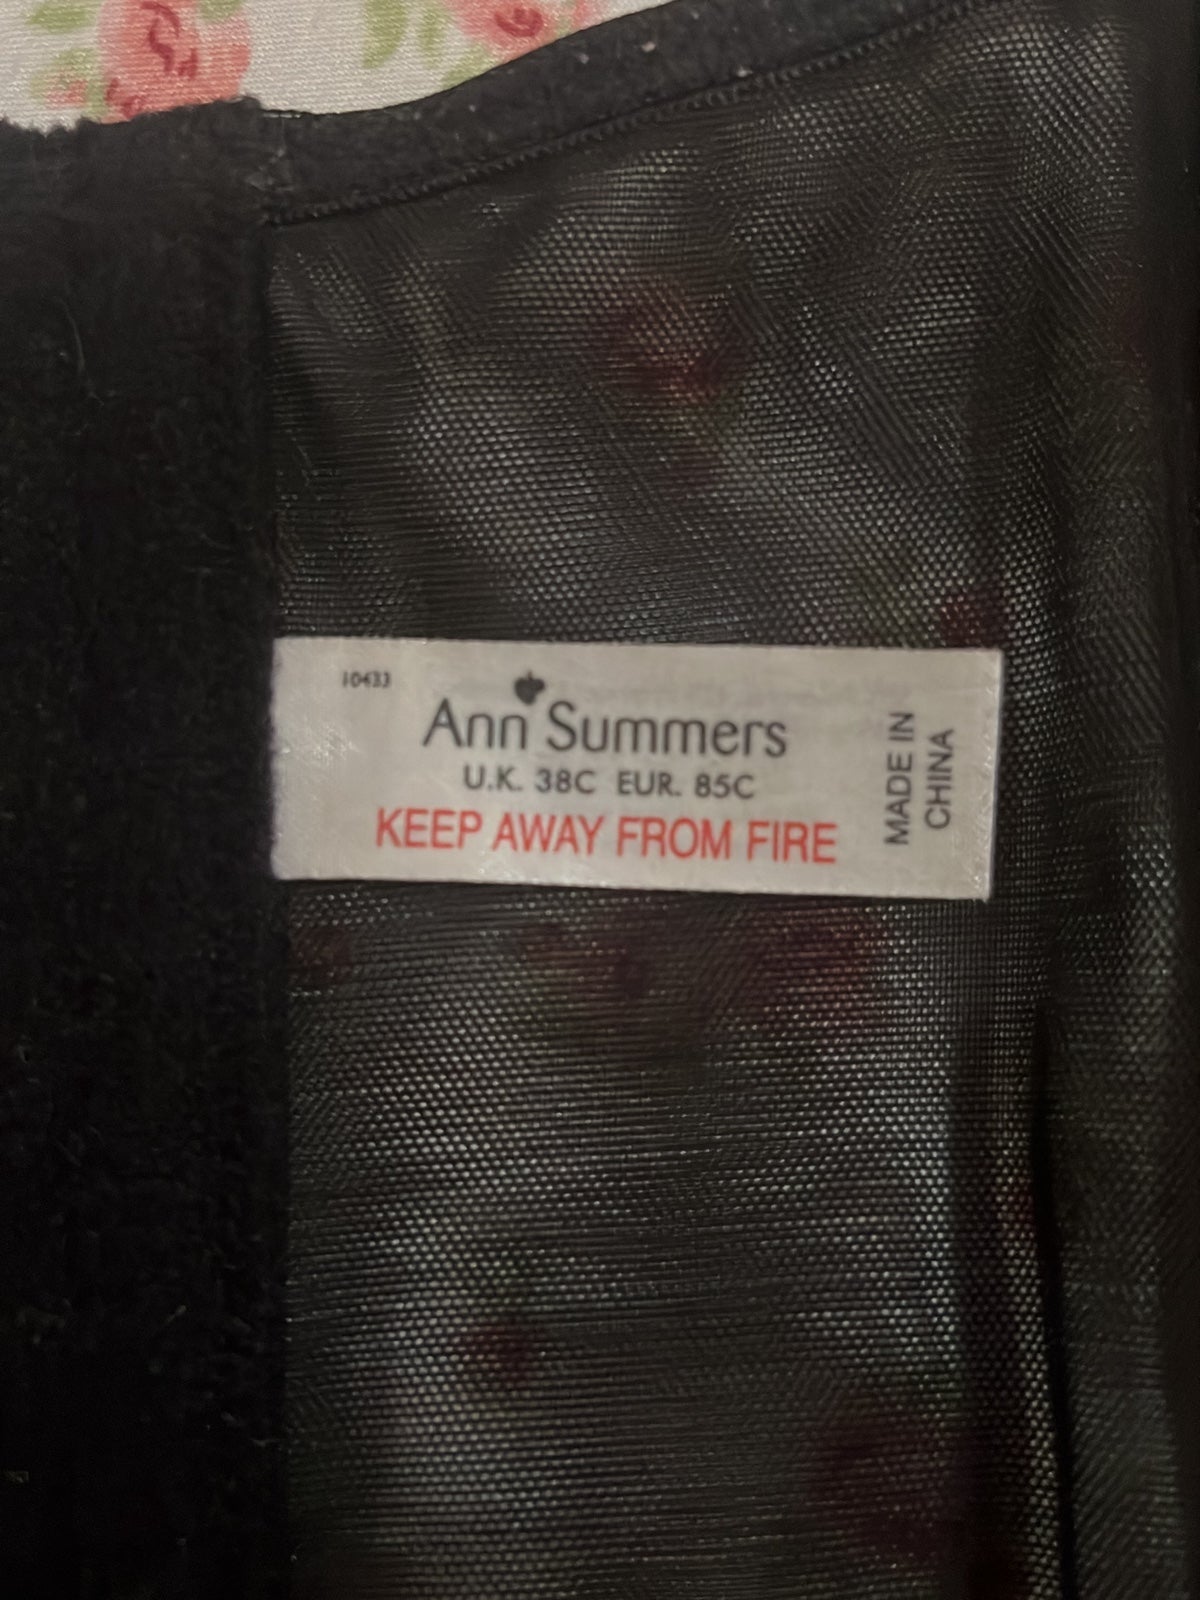 10433
Ann Summers
U.K. 38C EUR. 85C
KEEP AWAY FROM FIRE
MADE IN
CHINA